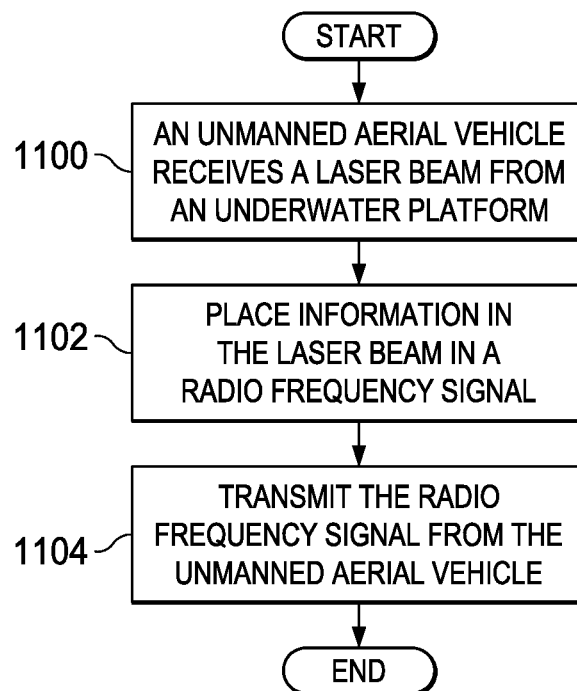 START
1100
AN UNMANNED AERIAL VEHICLE
RECEIVES A LASER BEAM FROM
AN UNDERWATER PLATFORM
1102
PLACE INFORMATION IN
THE LASER BEAM IN A
RADIO FREQUENCY SIGNAL
1104
TRANSMIT THE RADIO
FREQUENCY SIGNAL FROM THE
UNMANNED AERIAL VEHICLE
END